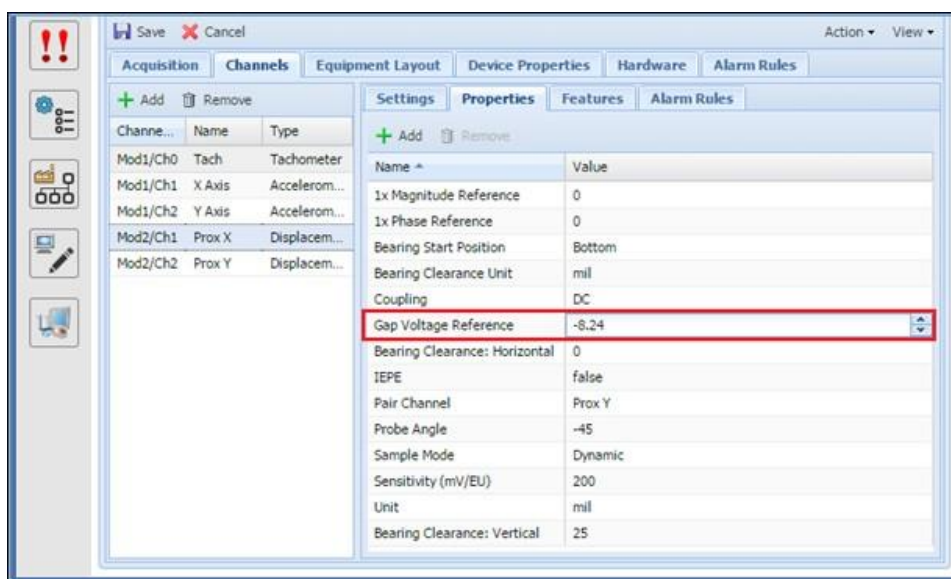 Save Cancel Action View
Acquisition Channels Equipment Layout Device Properties Hardware Alarm Rules
Add Remove
Channe... Name Type
Mod1/Ch0 Tach Tachometer
Mod1/Ch1 X Axis Accelerom...
Mod1/Ch2 Y Axis Accelerom...
Mod2/Ch1 Prox X Displacem...
Mod2/Ch2 Prox Y Displacem...
Settings Properties Features Alarm Rules
Add Remove
Name Value
1x Magnitude Reference 0
1x Phase Reference 0
Bearing Start Position Bottom
Bearing Clearance Unit mil
Coupling DC
Gap Voltage Reference -8.24
Bearing Clearance: Horizontal 0
IEPE false
Pair Channel Prox Y
Probe Angle -45
Sample Mode Dynamic
Sensitivity (mV/EU) 200
Unit mil
Bearing Clearance: Vertical 25